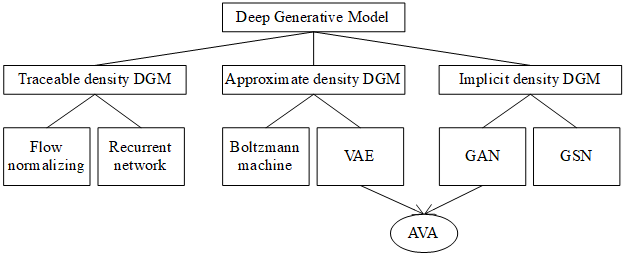 Deep Generative Model
Traceable density DGM
Approximate density DGM
Implicit density DGM
Flow
normalizing
Recurrent
network
Boltzmann
machine
VAE
GAN
GSN
AVA